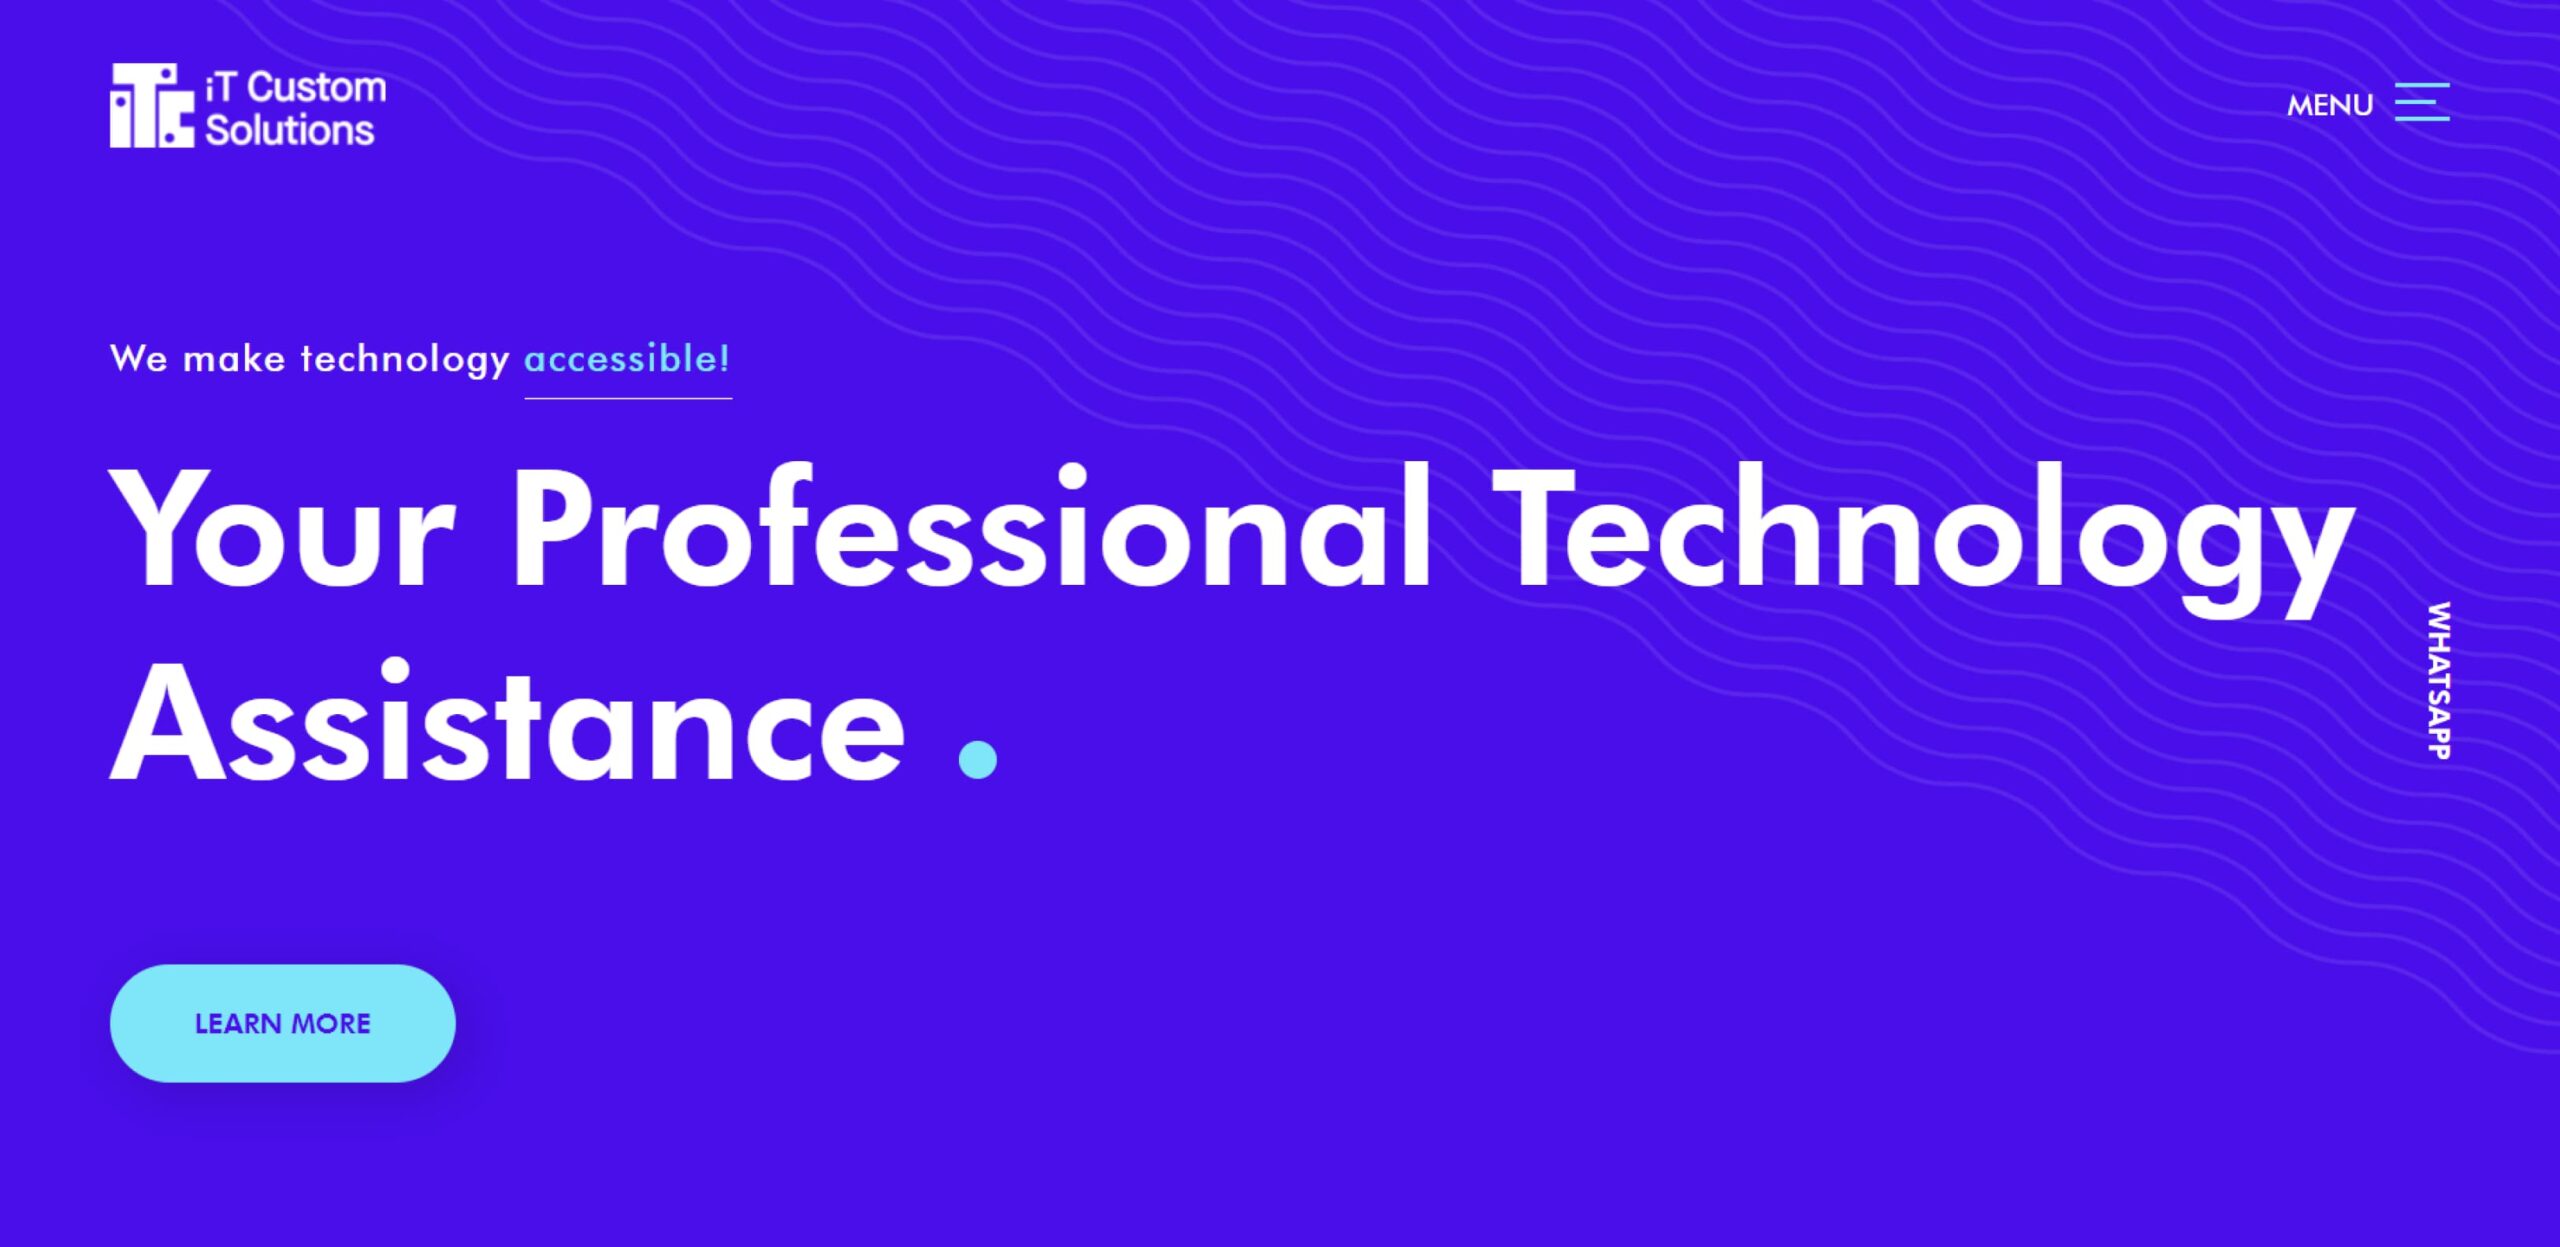 iT Custom
Solutions
MENU
We make technology accessible!
Your Professional Technology
Assistance .
WHATSAPP
LEARN MORE